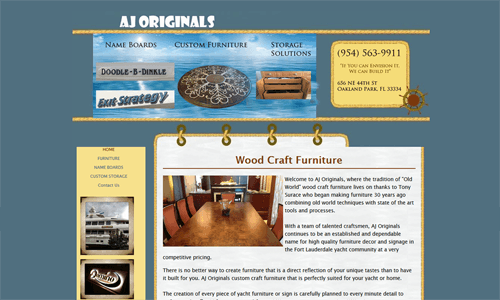 AJ ORIGINALS
NAME BOARDS
CUSTOM FURNITURE
STORAGE
SOLUTIONS
DOODLE-B-DINKLE
Exit Strategy
(954) 563-9911
"IF YOU CAN ENVISION IT,
WE CAN BUILD IT"
656 NE 44TH ST
OAKLAND PARK, FL 33334
HOME
FURNITURE
NAME BOARDS
CUSTOM STORAGE
Contact Us
Wood Craft Furniture
Welcome to AJ Originals, where the tradition of "Old
World" wood craft furniture lives on thanks to Tony
Surace who began making furniture 30 years ago
combining old world techniques with state of the art
tools and processes.
With a team of talented craftsmen, AJ Originals
continues to be an established and dependable
name for high quality furniture decor and signage in
the Fort Lauderdale yachting community at a very
competitive pricing.
There is no better way to create furniture that is a direct reflection of your unique tastes than to have
it built for you. AJ Originals custom craft furniture that is perfectly suited for your yacht or home.
The creation of every piece of yacht furniture or sign is carefully planned to every minute detail to